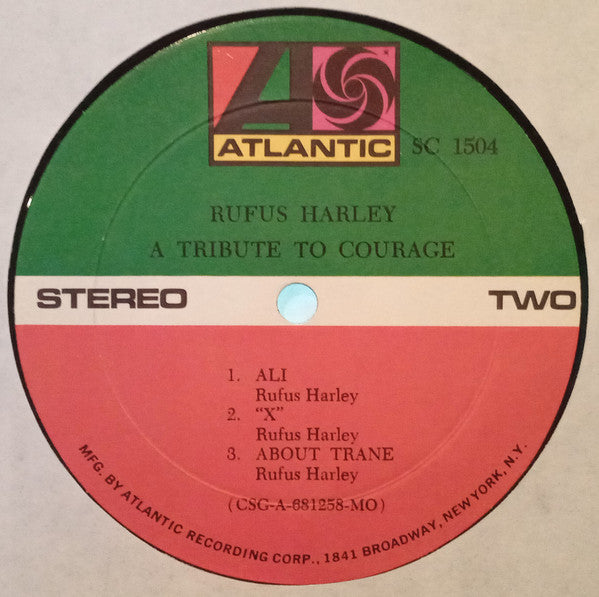 ATLANTIC
SC 1504
RUFUS HARLEY
A TRIBUTE TO COURAGE
STEREO
TWO
1. ALI
Rufus Harley
2. "X"
Rufus Harley
3. ABOUT TRANE
Rufus Harley
(CSG-A-681258-MO)
MFG. BY ATLANTIC RECORDING CORP., 1841 BROADWAY, NEW YORK, N.Y.